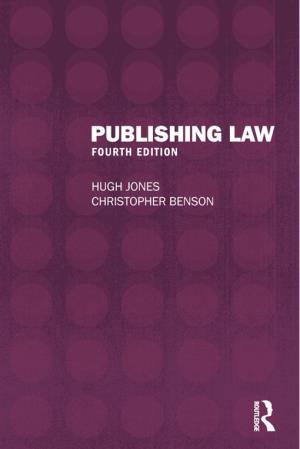 PUBLISHING LAW
FOURTH EDITION
HUGH JONES
CHRISTOPHER BENSON
ROUTLEDGE